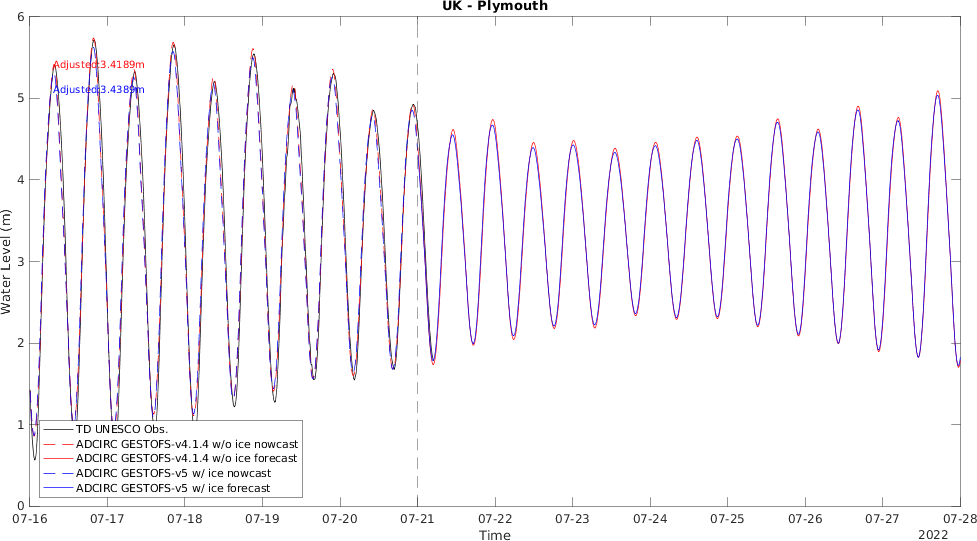 UK - Plymouth
6
5
4
3
2
1
0
Water Level (m)
Adjusted:3.4189m
Adjusted:3.4389m
TD UNESCO Obs.
ADCIRC GESTOFS-v4.1.4 w/o ice nowcast
ADCIRC GESTOFS-v4.1.4 w/o ice forecast
ADCIRC GESTOFS-v5 w/ ice nowcast
ADCIRC GESTOFS-v5 w/ ice forecast
07-16 07-17 07-18 07-19 07-20 07-21 07-22 07-23 07-24 07-25 07-26 07-27 07-28
Time
2022